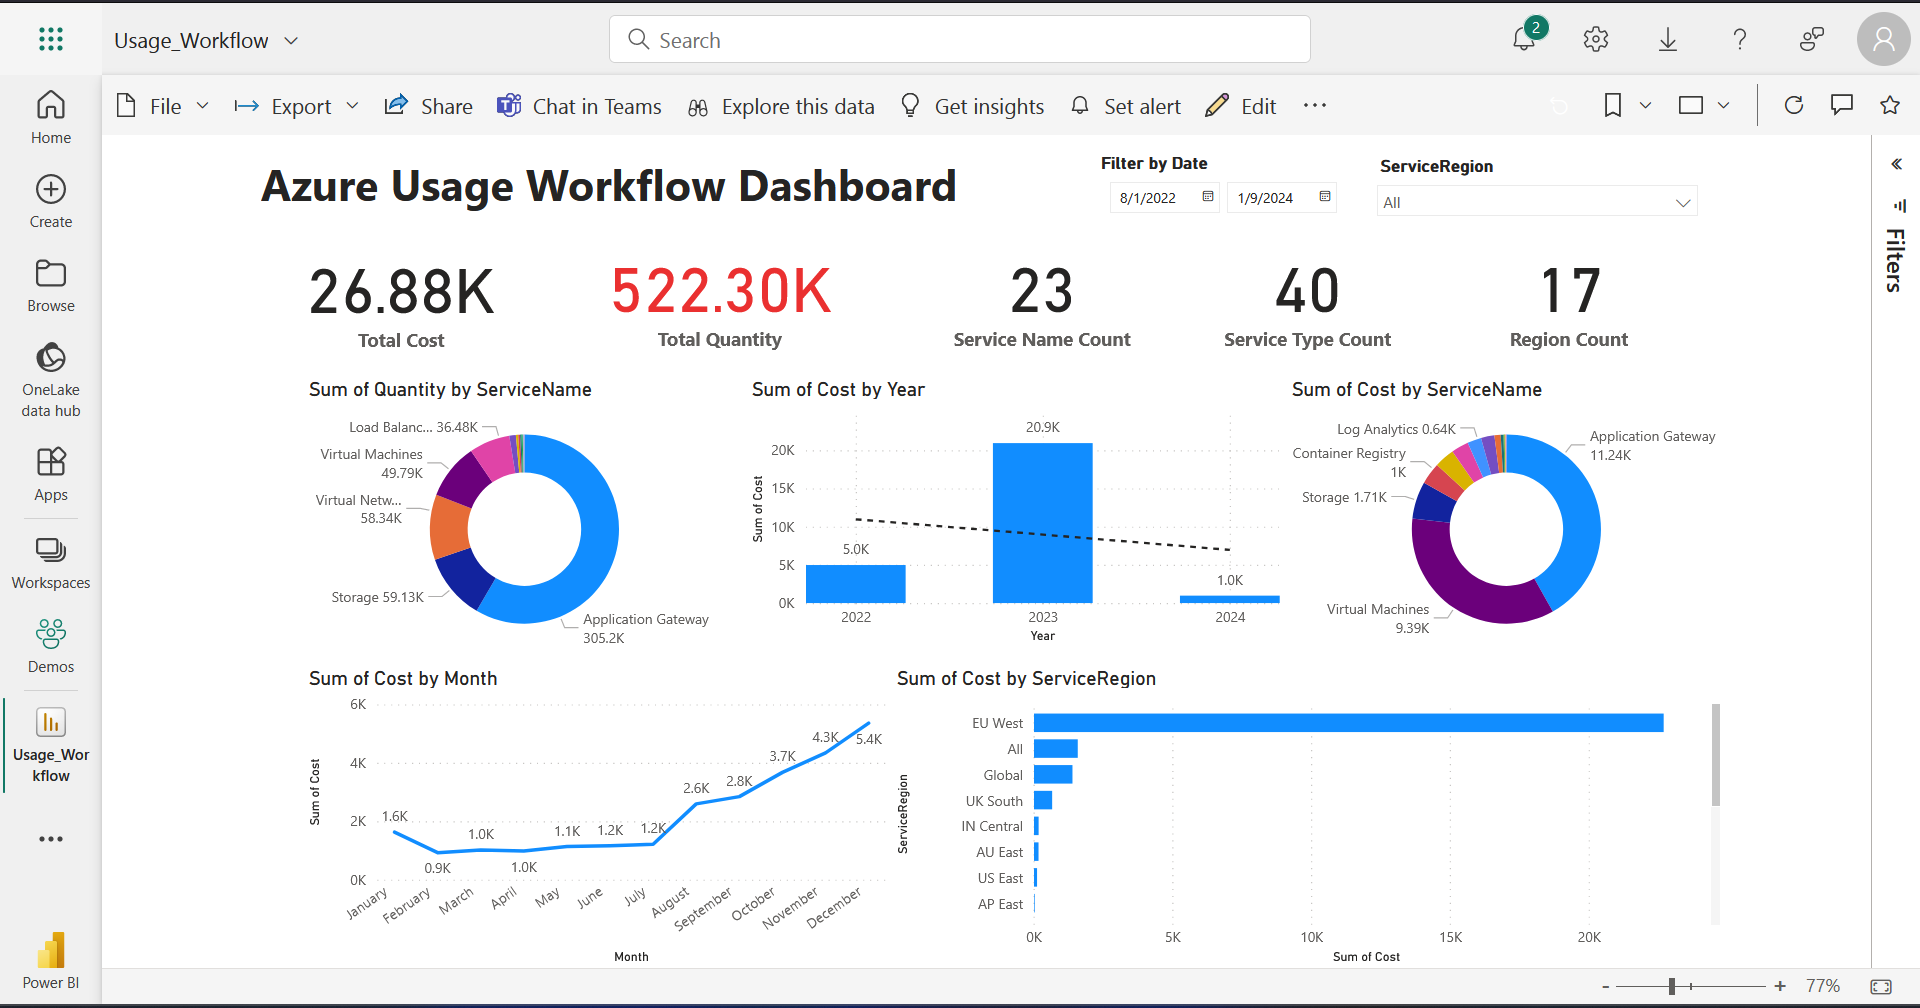 Usage_Workflow
Search
2
File
Export
Share
Chat in Teams
Explore this data
Get insights
Set alert
Edit
Home
Create
Browse
OneLake
data hub
Apps
Workspaces
Demos
Usage_Wor
kflow
Power BI
Azure Usage Workflow Dashboard
Filter by Date
8/1/2022
1/9/2024
ServiceRegion
All
Filters
26.88K
Total Cost
522.30K
Total Quantity
23
Service Name Count
40
Service Type Count
17
Region Count
Sum of Quantity by ServiceName
Load Balanc... 36.48K
Virtual Machines
49.79K
Virtual Netw...
58.34K
Storage 59.13K
Application Gateway
305.2K
Sum of Cost by Year
Sum of Cost
20K
15K
10K
5K
0K
5.0K
20.9K
1.0K
2022
2023
2024
Year
Sum of Cost by ServiceName
Log Analytics 0.64K
Container Registry
1K
Storage 1.71K
Virtual Machines
9.39K
Application Gateway
11.24K
Sum of Cost by Month
Sum of Cost
6K
4K
2K
0K
1.6K
0.9K
1.0K
1.0K
1.1K
1.2K
1.2K
2.6K
2.8K
3.7K
4.3K
5.4K
January
February
March
April
May
June
July
August
September
October
November
December
Month
Sum of Cost by ServiceRegion
ServiceRegion
EU West
All
Global
UK South
IN Central
AU East
US East
AP East
0K
5K
10K
15K
20K
Sum of Cost
77%